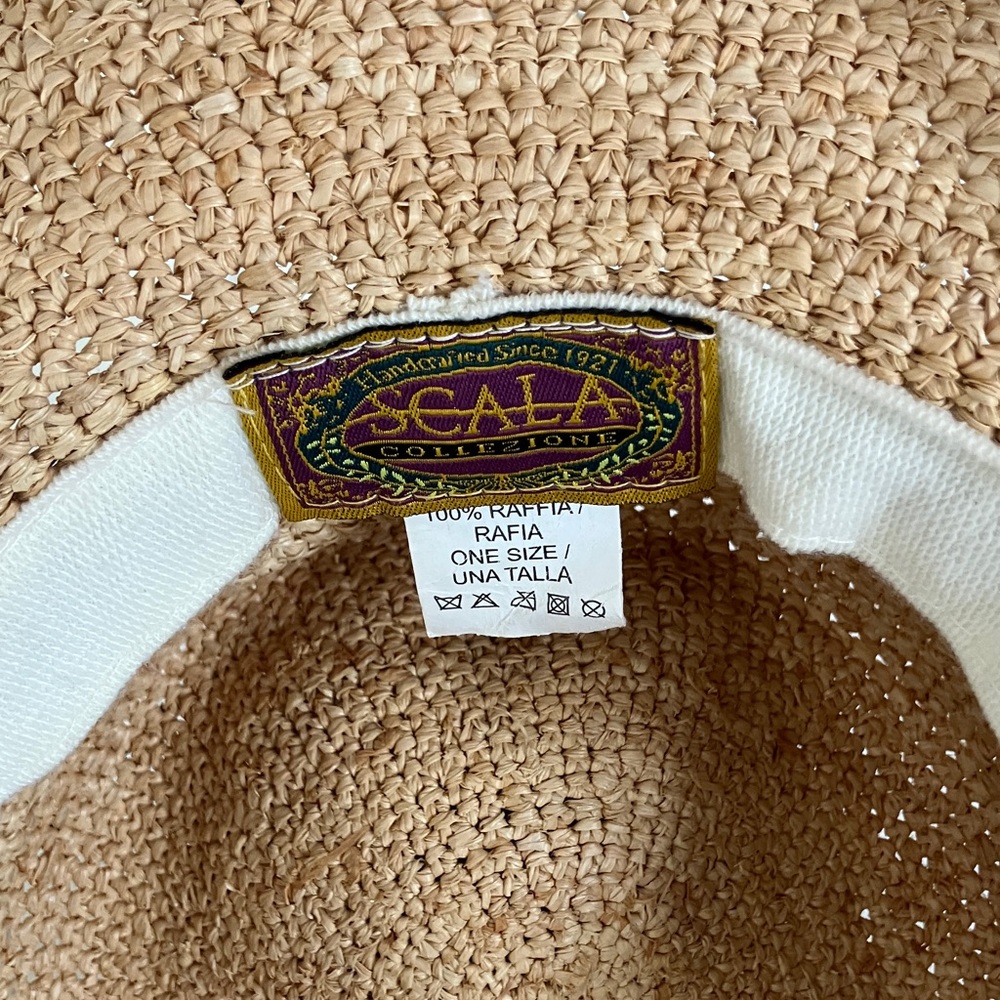 Handcrafted Since 1921
SCALA
COLLEZIONE
100% RAFFIA /
RAFIA
ONE SIZE /
UNA TALLA